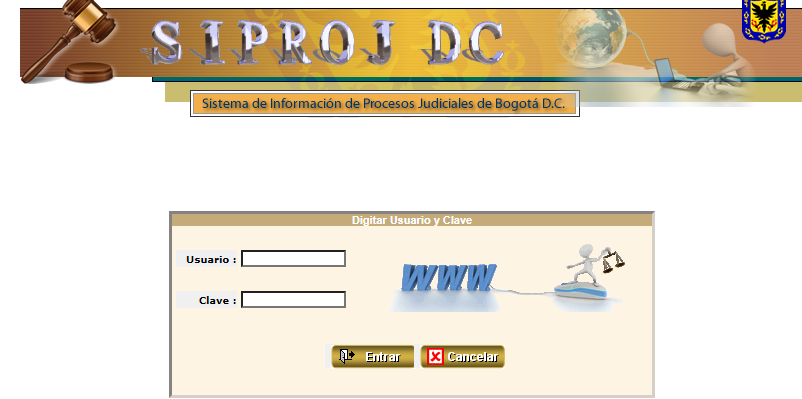 SIPROJ DC
Sistema de Información de Procesos Judiciales de Bogotá D.C.
Digitar Usuario y Clave
Usuario :
Clave :
www
Entrar
Cancelar